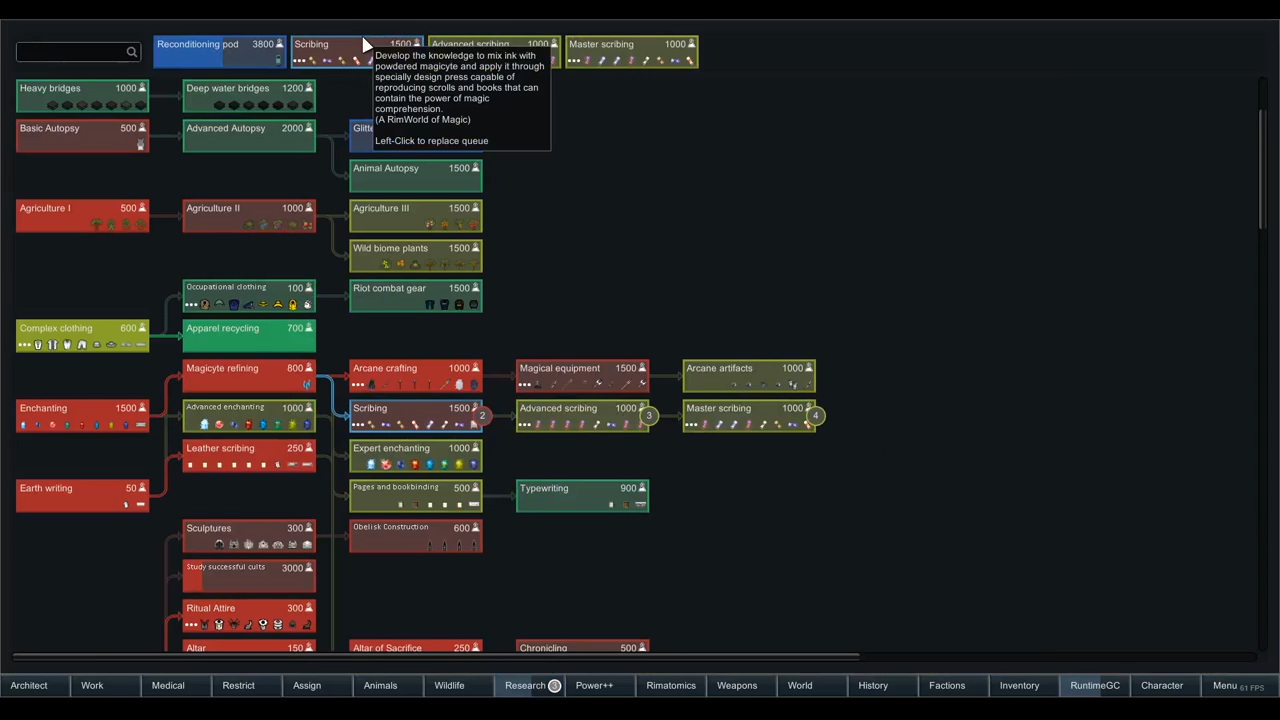 Reconditioning pod 3800
Scribing 1500
Advanced scribing 1000
Master scribing 1000
Develop the knowledge to mix ink with
powdered magicyte and apply it through
specially design press capable of
reproducing scrolls and books that can
contain the power of magic
comprehension.
(A RimWorld of Magic)
Left-Click to replace queue
Heavy bridges 1000
Deep water bridges 1200
Basic Autopsy 500
Advanced Autopsy 2000
Glitte
Animal Autopsy 1500
Agriculture I 500
Agriculture II 1000
Agriculture III 1500
Wild biome plants 1500
Occupational clothing 100
Riot combat gear 1500
Complex clothing 600
Apparel recycling 700
Magicyte refining 800
Arcane crafting 1000
Magical equipment 1500
Arcane artifacts 1000
Enchanting 1500
Advanced enchanting 1000
Scribing 1500 2
Advanced scribing 1000 3
Master scribing 1000 4
Leather scribing 250
Expert enchanting 1000
Earth writing 50
Pages and bookbinding 500
Typewriting 900
Sculptures 300
Obelisk Construction 600
Study successful cults 3000
Ritual Attire 300
Altar 150
Altar of Sacrifice 250
Chronicling 500
Architect Work Medical Restrict Assign Animals Wildlife Research 3 Power++ Rimatomics Weapons World History Factions Inventory RuntimeGC Character Menu 61 FPS